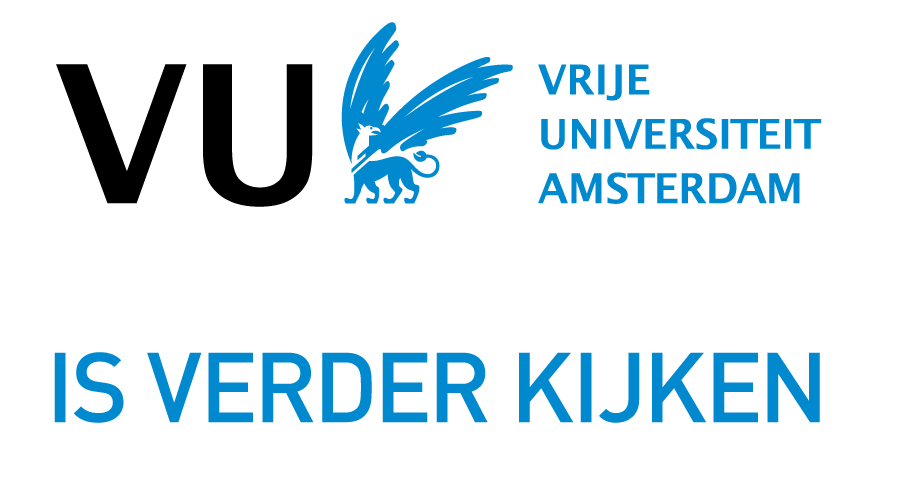 VU
VRIJE
UNIVERSITEIT
AMSTERDAM
IS VERDER KIJKEN